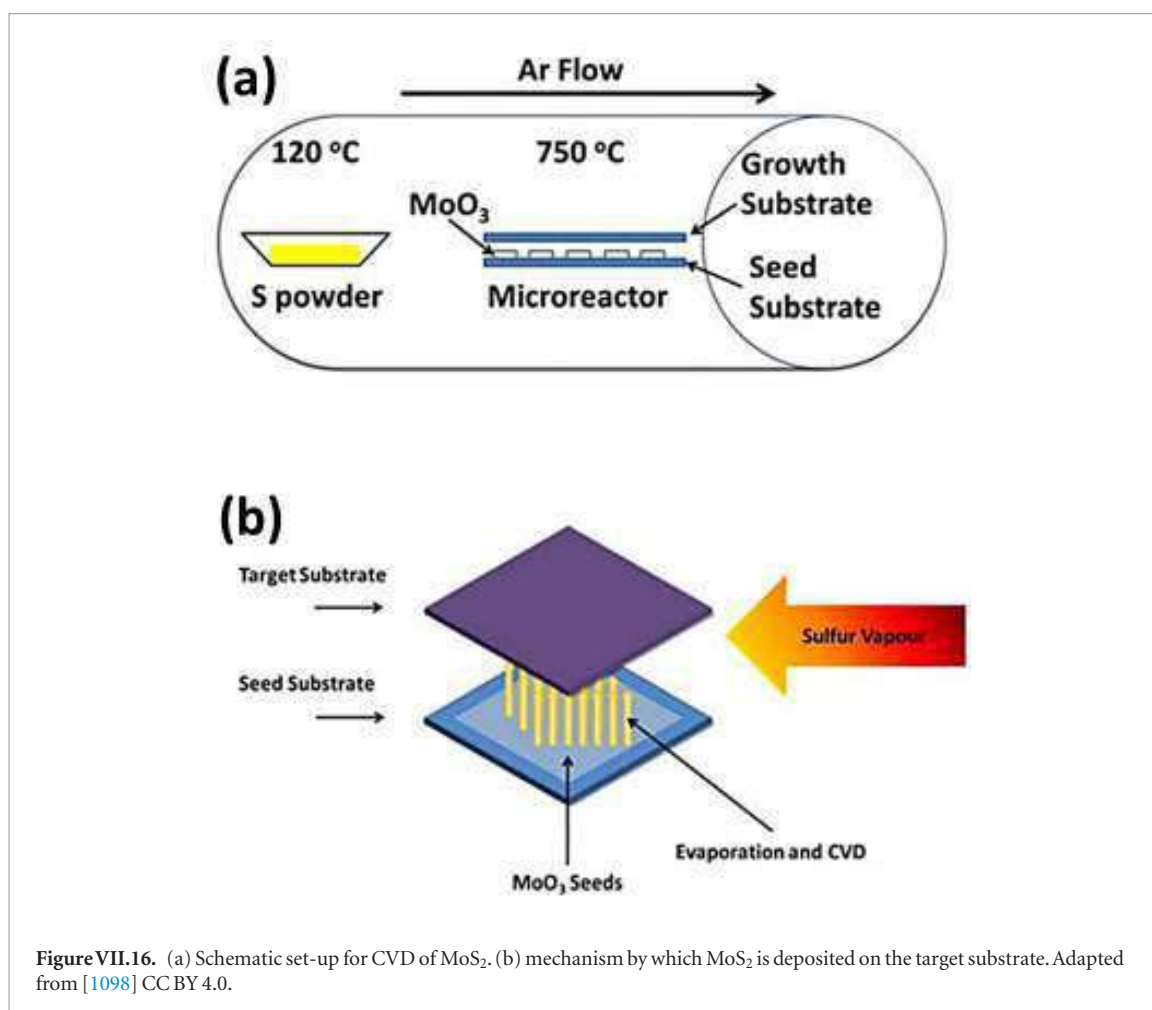 (a)
Ar Flow
120 °C
750 °C
Growth
Substrate
MoO₃
Seed
Substrate
S powder
Microreactor
(b)
Target Substrate
Sulfur Vapour
Seed Substrate
Evaporation and CVD
MoO₃ Seeds
Figure VII.16. (a) Schematic set-up for CVD of MoS₂. (b) mechanism by which MoS₂ is deposited on the target substrate. Adapted
from [1098] CC BY 4.0.